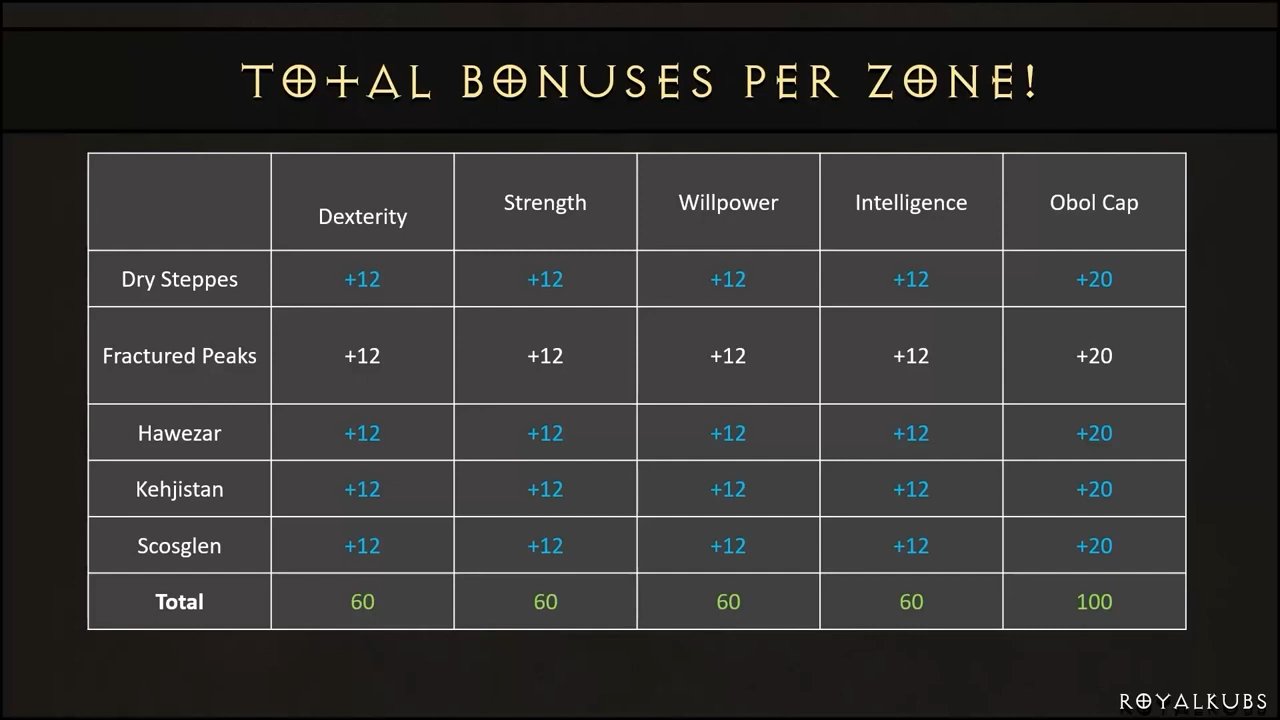 TOTAL BONUSES PER ZONE!
Dexterity Strength Willpower Intelligence Obol Cap
Dry Steppes +12 +12 +12 +12 +20
Fractured Peaks +12 +12 +12 +12 +20
Hawezar +12 +12 +12 +12 +20
Kehjistan +12 +12 +12 +12 +20
Scosglen +12 +12 +12 +12 +20
Total 60 60 60 60 100
ROYALKUBS